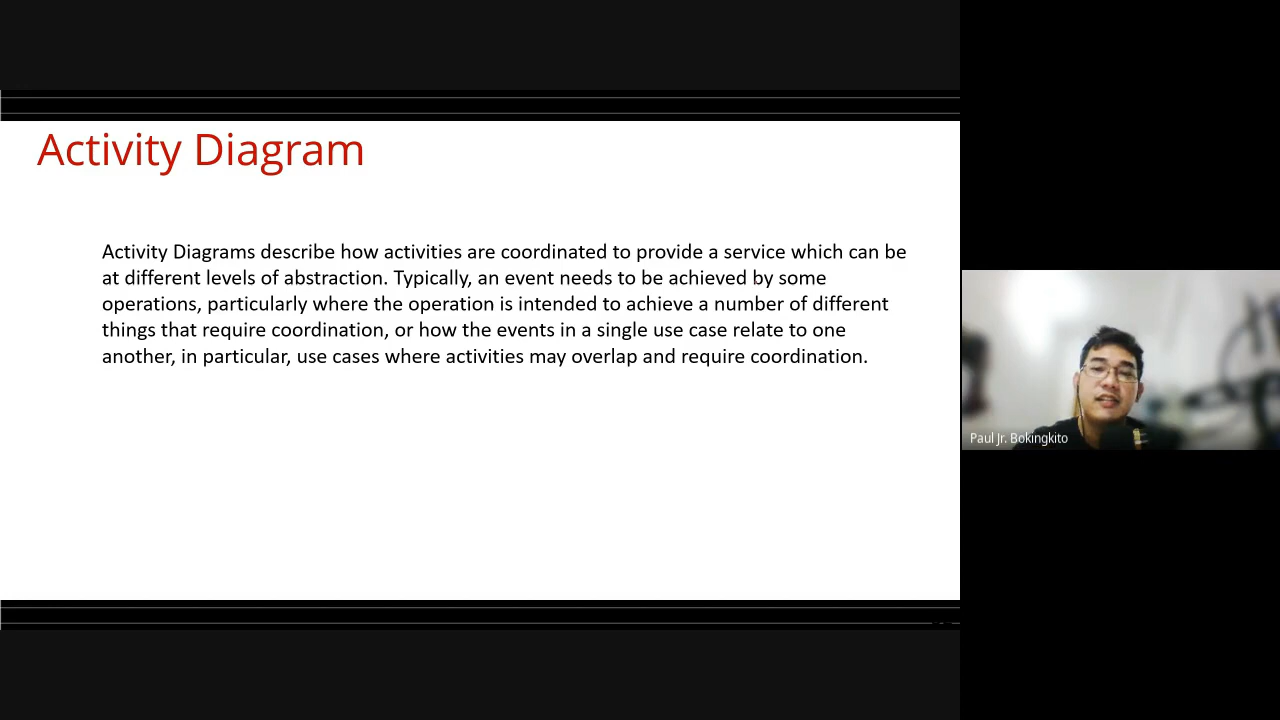 Activity Diagram
Activity Diagrams describe how activities are coordinated to provide a service which can be
at different levels of abstraction. Typically, an event needs to be achieved by some
operations, particularly where the operation is intended to achieve a number of different
things that require coordination, or how the events in a single use case relate to one
another, in particular, use cases where activities may overlap and require coordination.
Paul Jr. Bokingkito